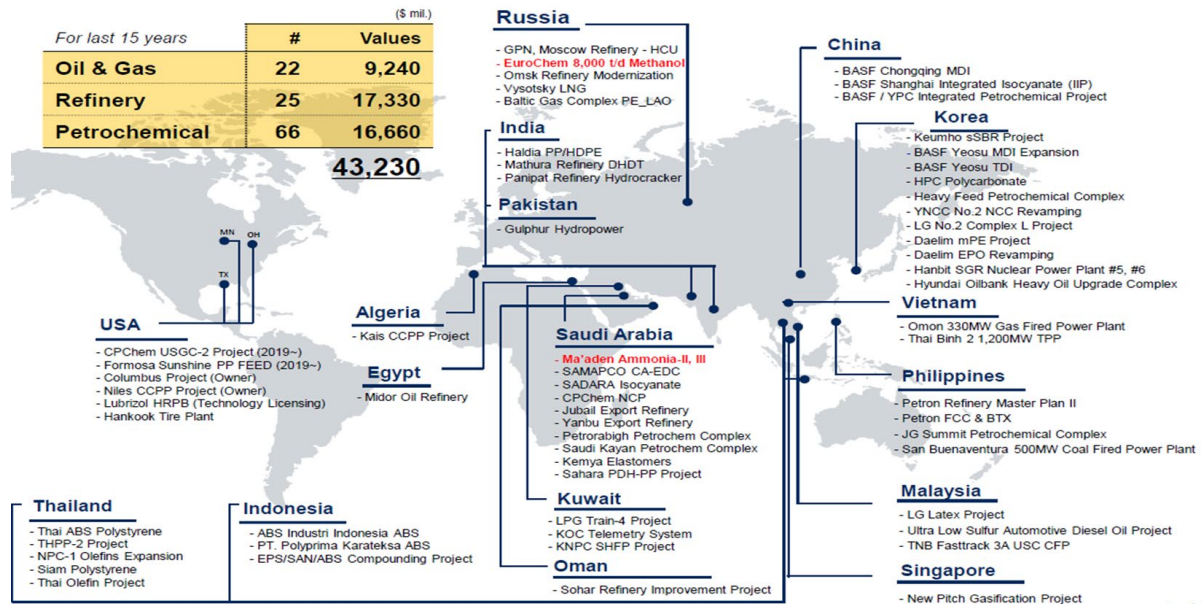 ($ mil.)
For last 15 years # Values
Oil & Gas 22 9,240
Refinery 25 17,330
Petrochemical 66 16,660
43,230
Russia
- GPN, Moscow Refinery - HCU
- EuroChem 8,000 t/d Methanol
- Omsk Refinery Modernization
- Vysotsky LNG
- Baltic Gas Complex PE_LAO
India
- Haldia PP/HDPE
- Mathura Refinery DHDT
- Panipat Refinery Hydrocracker
Pakistan
- Gulphur Hydropower
China
- BASF Chongqing MDI
- BASF Shanghai Integrated Isocyanate (IIP)
- BASF / YPC Integrated Petrochemical Project
Korea
- Keumho sSBR Project
- BASF Yeosu MDI Expansion
- BASF Yeosu TDI
- HPC Polycarbonate
- Heavy Feed Petrochemical Complex
- YNCC No.2 NCC Revamping
- LG No.2 Complex L Project
- Daelim mPE Project
- Daelim EPO Revamping
- Hanbit SGR Nuclear Power Plant #5, #6
- Hyundai Oilbank Heavy Oil Upgrade Complex
MN
OH
TX
USA
- CPChem USGC-2 Project (2019~)
- Formosa Sunshine PP FEED (2019~)
- Columbus Project (Owner)
- Niles CCPP Project (Owner)
- Lubrizol HRPB (Technology Licensing)
- Hankook Tire Plant
Algeria
- Kais CCPP Project
Egypt
- Midor Oil Refinery
Saudi Arabia
- Ma'aden Ammonia-II, III
- SAMAPCO CA-EDC
- SADARA Isocyanate
- CPChem NCP
- Jubail Export Refinery
- Yanbu Export Refinery
- Petrorabigh Petrochem Complex
- Saudi Kayan Petrochem Complex
- Kemya Elastomers
- Sahara PDH-PP Project
Vietnam
- Omon 330MW Gas Fired Power Plant
- Thai Binh 2 1,200MW TPP
Philippines
- Petron Refinery Master Plan II
- Petron FCC & BTX
- JG Summit Petrochemical Complex
- San Buenaventura 500MW Coal Fired Power Plant
Thailand
- Thai ABS Polystyrene
- THPP-2 Project
- NPC-1 Olefins Expansion
- Siam Polystyrene
- Thai Olefin Project
Indonesia
- ABS Industri Indonesia ABS
- PT. Polyprima Karateksa ABS
- EPS/SAN/ABS Compounding Project
Kuwait
- LPG Train-4 Project
- KOC Telemetry System
- KNPC SHFP Project
Oman
- Sohar Refinery Improvement Project
Malaysia
- LG Latex Project
- Ultra Low Sulfur Automotive Diesel Oil Project
- TNB Fasttrack 3A USC CFP
Singapore
- New Pitch Gasification Project